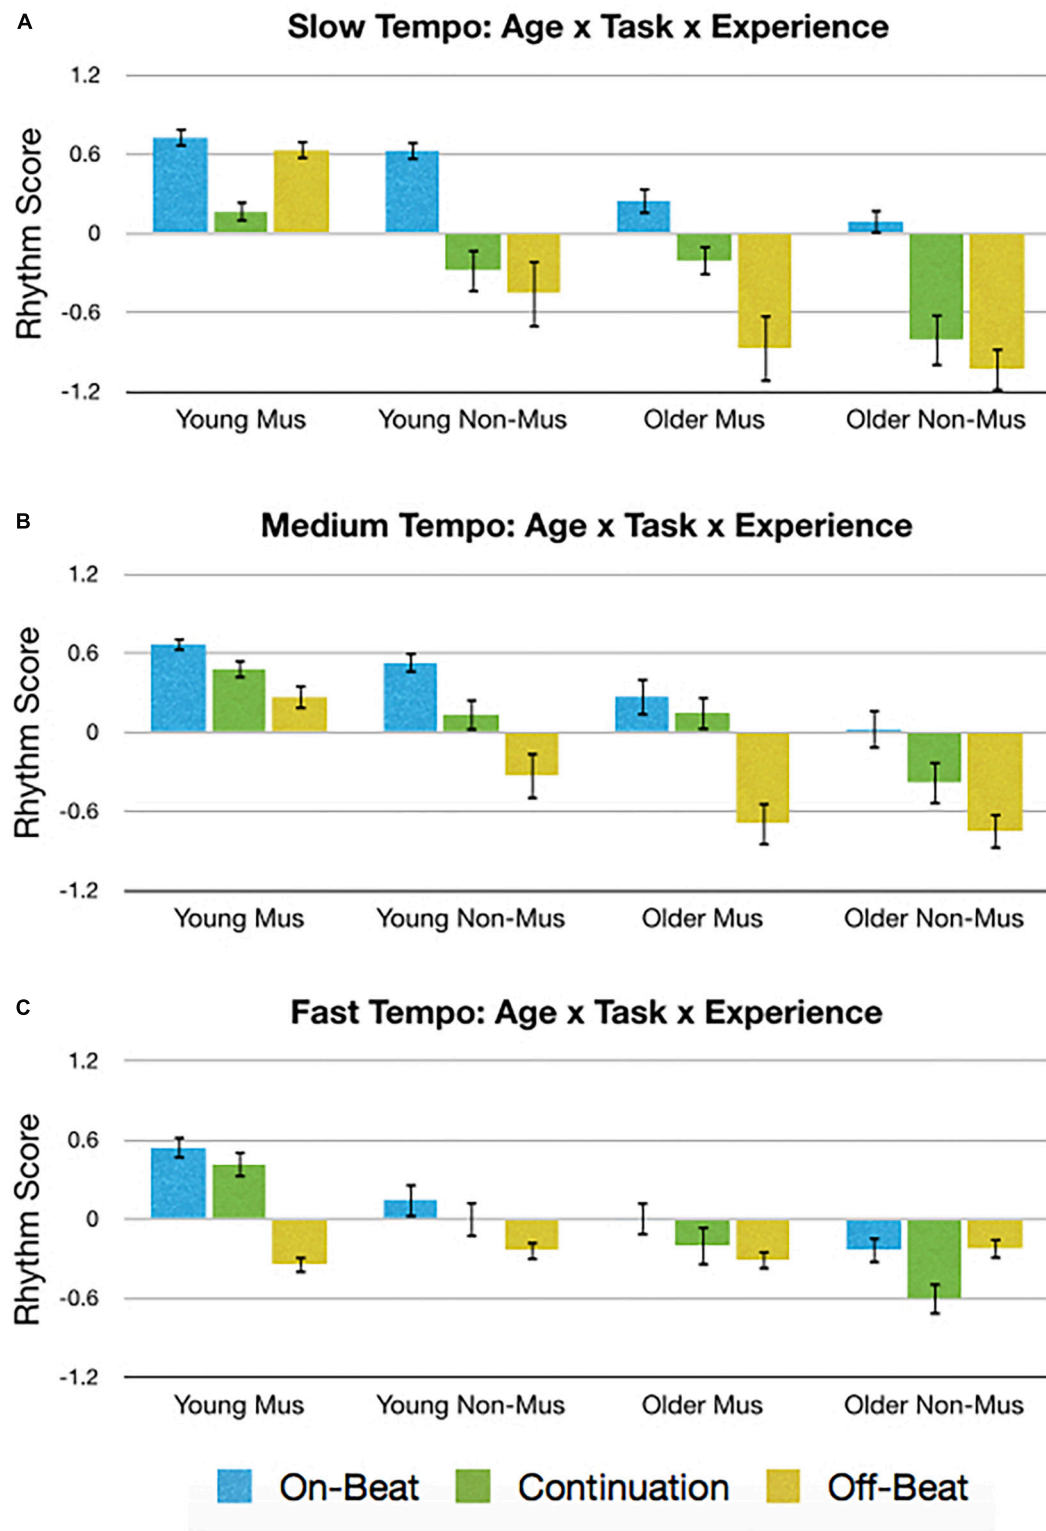 A
Slow Tempo: Age x Task x Experience
1.2
0.6
0
-0.6
-1.2
Rhythm Score
Young Mus Young Non-Mus Older Mus Older Non-Mus
B
Medium Tempo: Age x Task x Experience
1.2
0.6
0
-0.6
-1.2
Rhythm Score
Young Mus Young Non-Mus Older Mus Older Non-Mus
C
Fast Tempo: Age x Task x Experience
1.2
0.6
0
-0.6
-1.2
Rhythm Score
Young Mus Young Non-Mus Older Mus Older Non-Mus
On-Beat Continuation Off-Beat